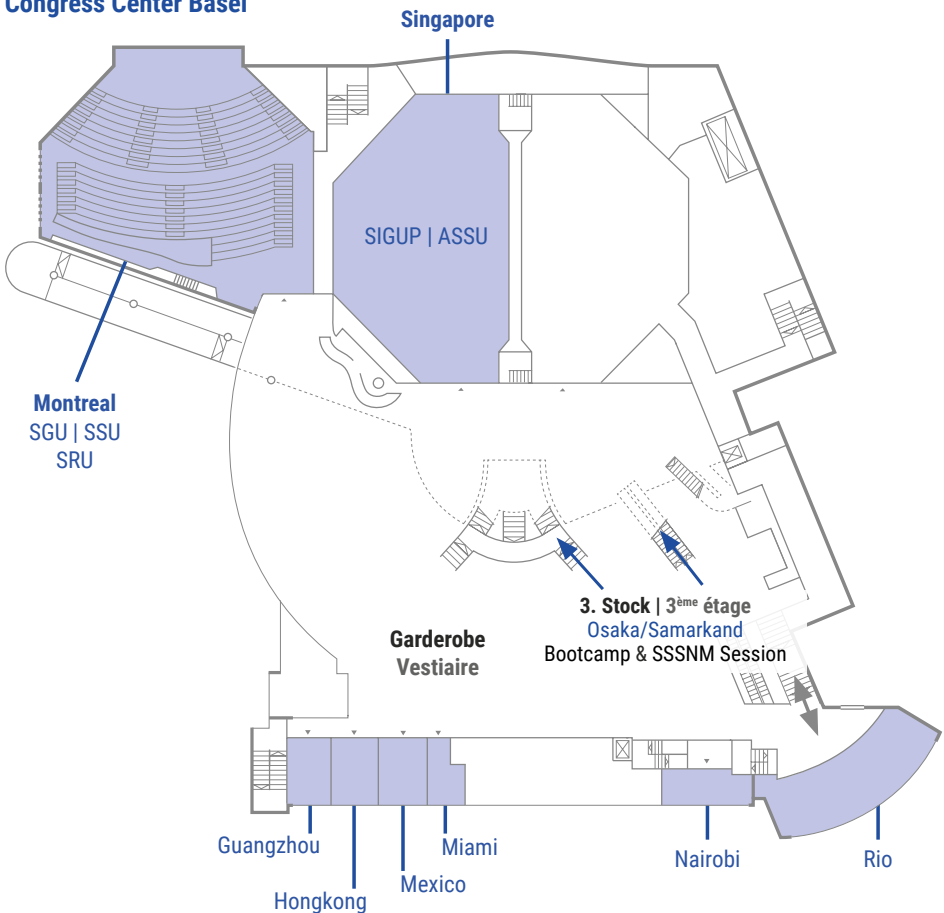 Congress Center Basel
Singapore
SIGUP | ASSU
Montreal
SGU | SSU
SRU
3. Stock | 3ème étage
Osaka/Samarkand
Bootcamp & SSSNM Session
Garderobe
Vestiaire
Guangzhou
Hongkong
Mexico
Miami
Nairobi
Rio